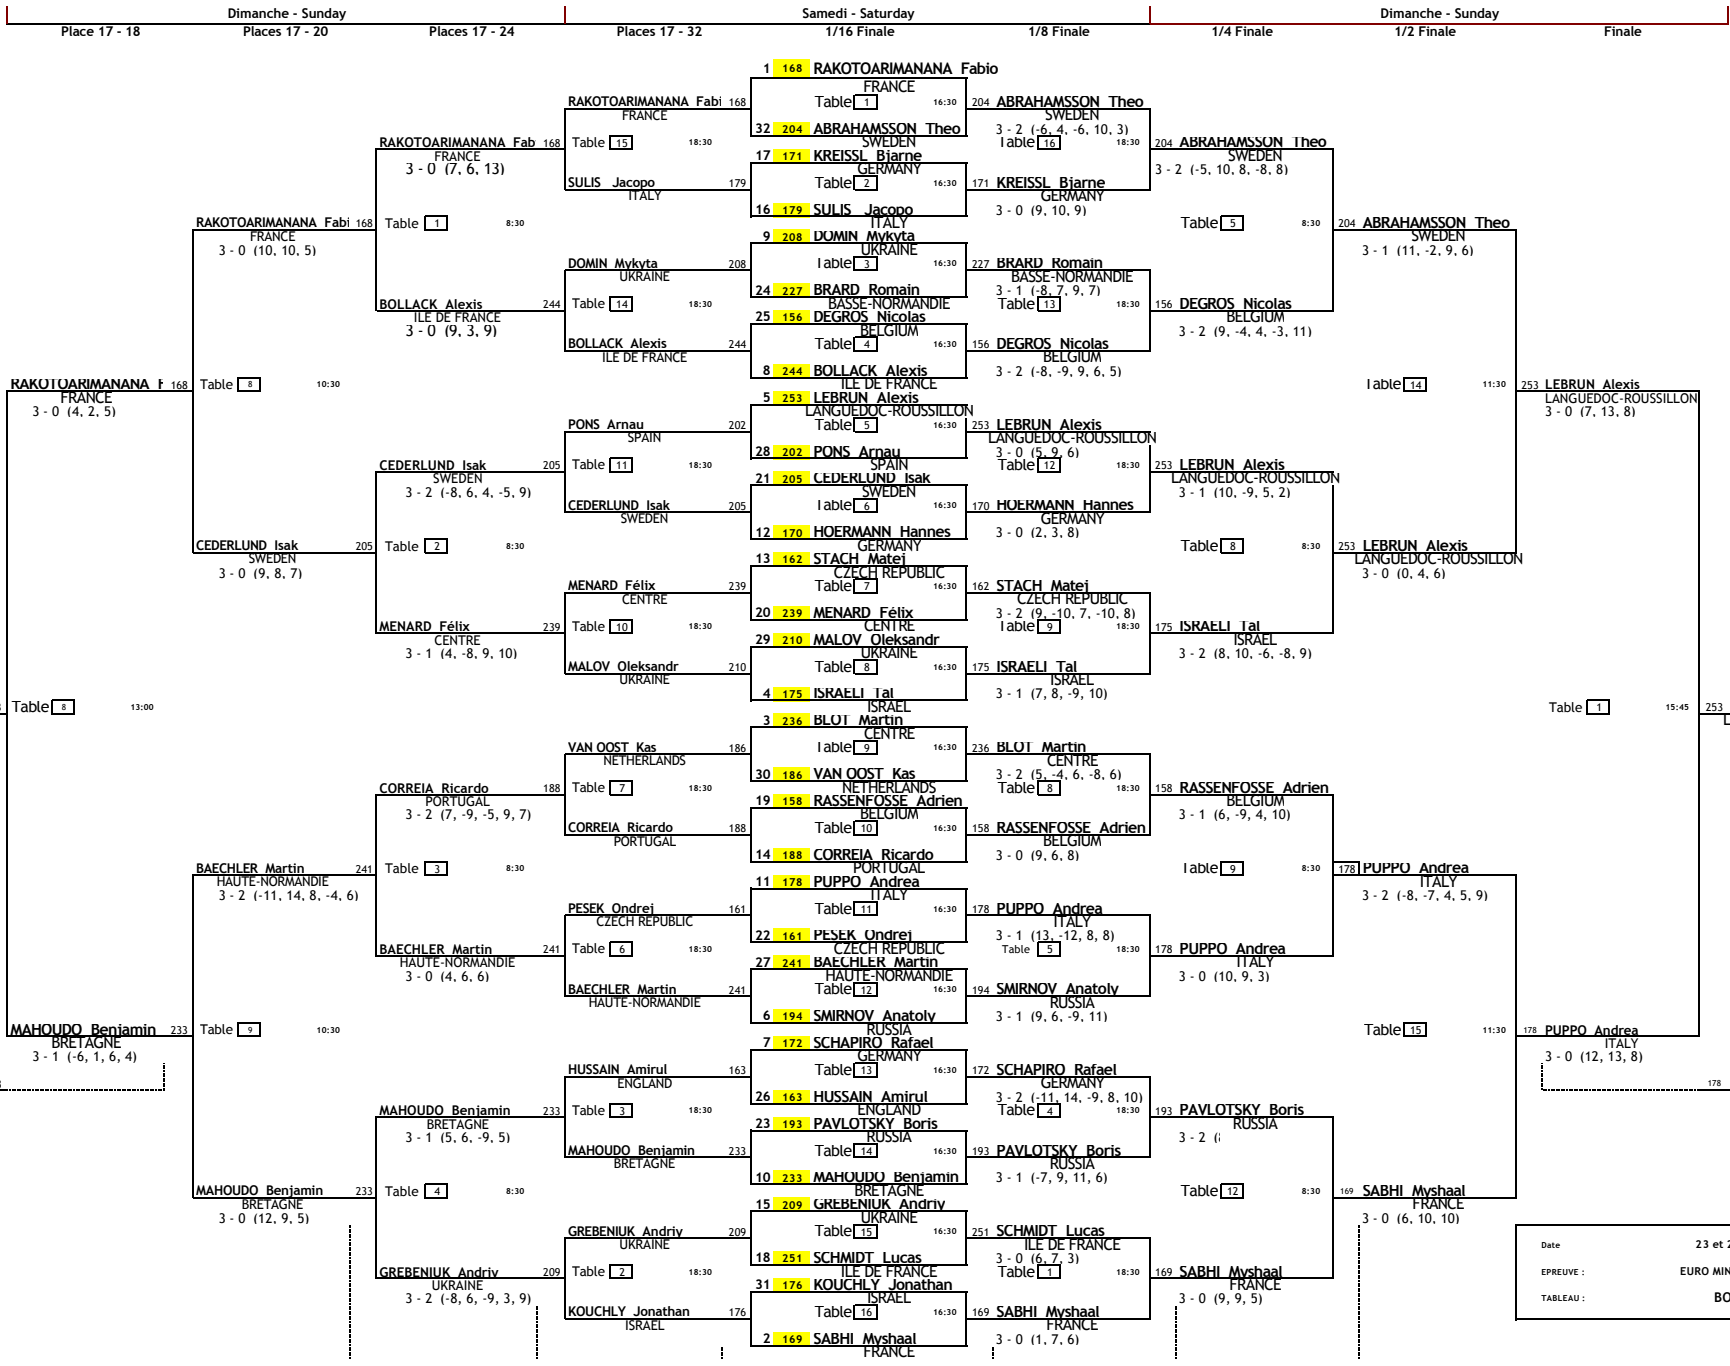 Dimanche - Sunday Samedi - Saturday Dimanche - Sunday
Place 17 - 18 Places 17 - 20 Places 17 - 24 Places 17 - 32 1/16 Finale 1/8 Finale 1/4 Finale 1/2 Finale Finale
1 168 RAKOTOARIMANANA Fabio
FRANCE
RAKOTOARIMANANA Fabi 168 Table 1 16:30 204 ABRAHAMSSON Theo
FRANCE SWEDEN
32 204 ABRAHAMSSON Theo 3 - 2 (-6, 4, -6, 10, 3)
RAKOTOARIMANANA Fab 168 Table 15 18:30 SWEDEN Table 16 18:30 204 ABRAHAMSSON Theo
FRANCE 17 171 KREISSL Bjarne SWEDEN
3 - 0 (7, 6, 13) GERMANY 3 - 2 (-5, 10, 8, -8, 8)
SULIS Jacopo 179 Table 2 16:30 171 KREISSL Bjarne
ITALY GERMANY
16 179 SULIS Jacopo 3 - 0 (9, 10, 9)
RAKOTOARIMANANA Fabi 168 Table 1 8:30 ITALY Table 5 8:30 204 ABRAHAMSSON Theo
FRANCE 9 208 DOMIN Mykyta SWEDEN
3 - 0 (10, 10, 5) UKRAINE 3 - 1 (11, -2, 9, 6)
DOMIN Mykyta 208 Table 3 16:30 227 BRARD Romain
UKRAINE BASSE-NORMANDIE
24 227 BRARD Romain 3 - 1 (-8, 7, 9, 7)
BOLLACK Alexis 244 Table 14 18:30 BASSE-NORMANDIE Table 13 18:30 156 DEGROS Nicolas
ILE DE FRANCE 25 156 DEGROS Nicolas BELGIUM
3 - 0 (9, 3, 9) BELGIUM 3 - 2 (9, -4, 4, -3, 11)
BOLLACK Alexis 244 Table 4 16:30 156 DEGROS Nicolas
ILE DE FRANCE BELGIUM
8 244 BOLLACK Alexis 3 - 2 (-8, -9, 9, 6, 5)
168 Table 8 10:30 ILE DE FRANCE Table 14 11:30 253 LEBRUN Alexis
FRANCE 5 253 LEBRUN Alexis LANGUEDOC-ROUSSILLON
3 - 0 (4, 2, 5) LANGUEDOC-ROUSSILLON 3 - 0 (7, 13, 8)
PONS Arnau 202 Table 5 16:30 253 LEBRUN Alexis
SPAIN LANGUEDOC-ROUSSILLON
28 202 PONS Arnau 3 - 0 (5, 9, 6)
CEDERLUND Isak 205 Table 11 18:30 SPAIN Table 12 18:30 253 LEBRUN Alexis
SWEDEN 21 205 CEDERLUND Isak LANGUEDOC-ROUSSILLON
3 - 2 (-8, 6, 4, -5, 9) SWEDEN 3 - 1 (10, -9, 5, 2)
CEDERLUND Isak 205 Table 6 16:30 170 HOERMANN Hannes
SWEDEN GERMANY
12 170 HOERMANN Hannes 3 - 0 (2, 3, 8)
CEDERLUND Isak 205 Table 2 8:30 GERMANY Table 8 8:30 253 LEBRUN Alexis
SWEDEN 13 162 STACH Matej LANGUEDOC-ROUSSILLON
3 - 0 (9, 8, 7) CZECH REPUBLIC 3 - 0 (0, 4, 6)
MENARD Félix 239 Table 7 16:30 162 STACH Matej
CENTRE CZECH REPUBLIC
20 239 MENARD Félix 3 - 2 (9, -10, 7, -10, 8)
MENARD Félix 239 Table 10 18:30 CENTRE Table 9 18:30 175 ISRAELI Tal
CENTRE 29 210 MALOV Oleksandr ISRAEL
3 - 1 (4, -8, 9, 10) UKRAINE 3 - 2 (8, 10, -6, -8, 9)
MALOV Oleksandr 210 Table 8 16:30 175 ISRAELI Tal
UKRAINE ISRAEL
4 175 ISRAELI Tal 3 - 1 (7, 8, -9, 10)
Table 8 13:00 ISRAEL Table 1 15:45 253
3 236 BLOT Martin
CENTRE
VAN OOST Kas 186 Table 9 16:30 236 BLOT Martin
NETHERLANDS CENTRE
30 186 VAN OOST Kas 3 - 2 (5, -4, 6, -8, 6)
CORREIA Ricardo 188 Table 7 18:30 NETHERLANDS Table 8 18:30 158 RASSENFOSSE Adrien
PORTUGAL 19 158 RASSENFOSSE Adrien BELGIUM
3 - 2 (7, -9, -5, 9, 7) BELGIUM 3 - 1 (6, -9, 4, 10)
CORREIA Ricardo 188 Table 10 16:30 158 RASSENFOSSE Adrien
PORTUGAL BELGIUM
14 188 CORREIA Ricardo 3 - 0 (9, 6, 8)
BAECHLER Martin 241 Table 3 8:30 PORTUGAL Table 9 8:30 178 PUPPO Andrea
HAUTE-NORMANDIE 11 178 PUPPO Andrea ITALY
3 - 2 (-11, 14, 8, -4, 6) ITALY 3 - 2 (-8, -7, 4, 5, 9)
PESEK Ondrej 161 Table 11 16:30 178 PUPPO Andrea
CZECH REPUBLIC ITALY
22 161 PESEK Ondrej 3 - 1 (13, -12, 8, 8)
BAECHLER Martin 241 Table 6 18:30 CZECH REPUBLIC Table 5 18:30 178 PUPPO Andrea
HAUTE-NORMANDIE 27 241 BAECHLER Martin ITALY
3 - 0 (4, 6, 6) HAUTE-NORMANDIE 3 - 0 (10, 9, 3)
BAECHLER Martin 241 Table 12 16:30 194 SMIRNOV Anatoly
HAUTE-NORMANDIE RUSSIA
6 194 SMIRNOV Anatoly 3 - 1 (9, 6, -9, 11)
MAHOUDO Benjamin 233 Table 9 10:30 RUSSIA Table 15 11:30 178 PUPPO Andrea
BRETAGNE 7 172 SCHAPIRO Rafael ITALY
3 - 1 (-6, 1, 6, 4) GERMANY 3 - 0 (12, 13, 8)
HUSSAIN Amirul 163 Table 13 16:30 172 SCHAPIRO Rafael
ENGLAND GERMANY 178
26 163 HUSSAIN Amirul 3 - 2 (-11, 14, -9, 8, 10)
MAHOUDO Benjamin 233 Table 3 18:30 ENGLAND Table 4 18:30 193 PAVLOTSKY Boris
BRETAGNE 23 193 PAVLOTSKY Boris RUSSIA
3 - 1 (5, 6, -9, 5) RUSSIA 3 - 2 (
MAHOUDO Benjamin 233 Table 14 16:30 193 PAVLOTSKY Boris
BRETAGNE RUSSIA
10 233 MAHOUDO Benjamin 3 - 1 (-7, 9, 11, 6)
MAHOUDO Benjamin 233 Table 4 8:30 BRETAGNE Table 12 8:30 169 SABHI Myshaal
BRETAGNE 15 209 GREBENIUK Andriy FRANCE
3 - 0 (12, 9, 5) UKRAINE 3 - 0 (6, 10, 10)
GREBENIUK Andriy 209 Table 15 16:30 251 SCHMIDT Lucas
UKRAINE ILE DE FRANCE Date 23 et
18 251 SCHMIDT Lucas 3 - 0 (6, 7, 3)
GREBENIUK Andriy 209 Table 2 18:30 ILE DE FRANCE Table 1 18:30 169 SABHI Myshaal EPREUVE : EURO MIN
UKRAINE 31 176 KOUCHLY Jonathan FRANCE
3 - 2 (-8, 6, -9, 3, 9) ISRAEL 3 - 0 (9, 9, 5) TABLEAU : BO
KOUCHLY Jonathan 176 Table 16 16:30 169 SABHI Myshaal
ISRAEL FRANCE
2 169 SABHI Myshaal 3 - 0 (1, 7, 6)
FRANCE